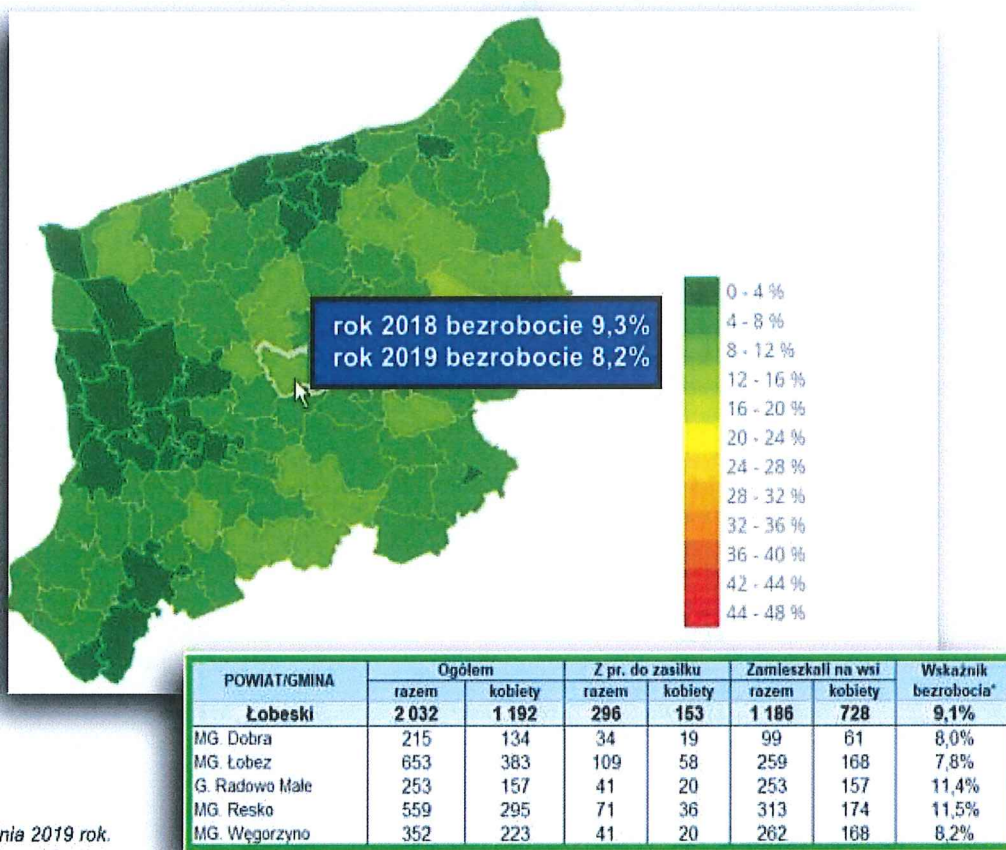 rok 2018 bezrobocie 9,3%
rok 2019 bezrobocie 8,2%
0 - 4 %
4 - 8 %
8 - 12 %
12 - 16 %
16 - 20 %
20 - 24 %
24 - 28 %
28 - 32 %
32 - 36 %
36 - 40 %
42 - 44 %
44 - 48 %
POWIAT/GMINA Ogółem Z pr. do zasiłku Zamieszkali na wsi Wskaźnik bezrobocia*
razem kobiety razem kobiety razem kobiety
Łobeski 2 032 1 192 296 153 1 186 728 9,1%
MG. Dobra 215 134 34 19 99 61 8,0%
MG. Łobez 653 383 109 58 259 168 7,8%
G. Radowo Małe 253 157 41 20 253 157 11,4%
MG. Resko 559 295 71 36 313 174 11,5%
MG. Węgorzyno 352 223 41 20 262 168 8,2%
nia 2019 rok.